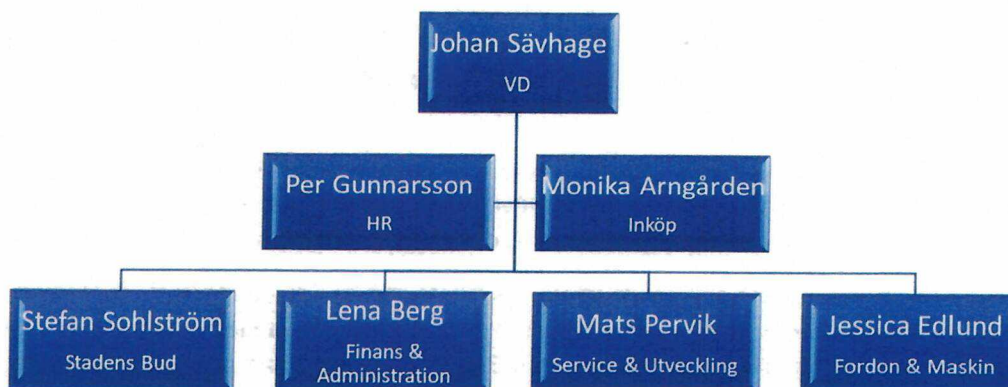 Johan Sävhage
VD
Per Gunnarsson
HR
Monika Arngården
Inköp
Stefan Sohlström
Stadens Bud
Lena Berg
Finans &
Administration
Mats Pervik
Service & Utveckling
Jessica Edlund
Fordon & Maskin